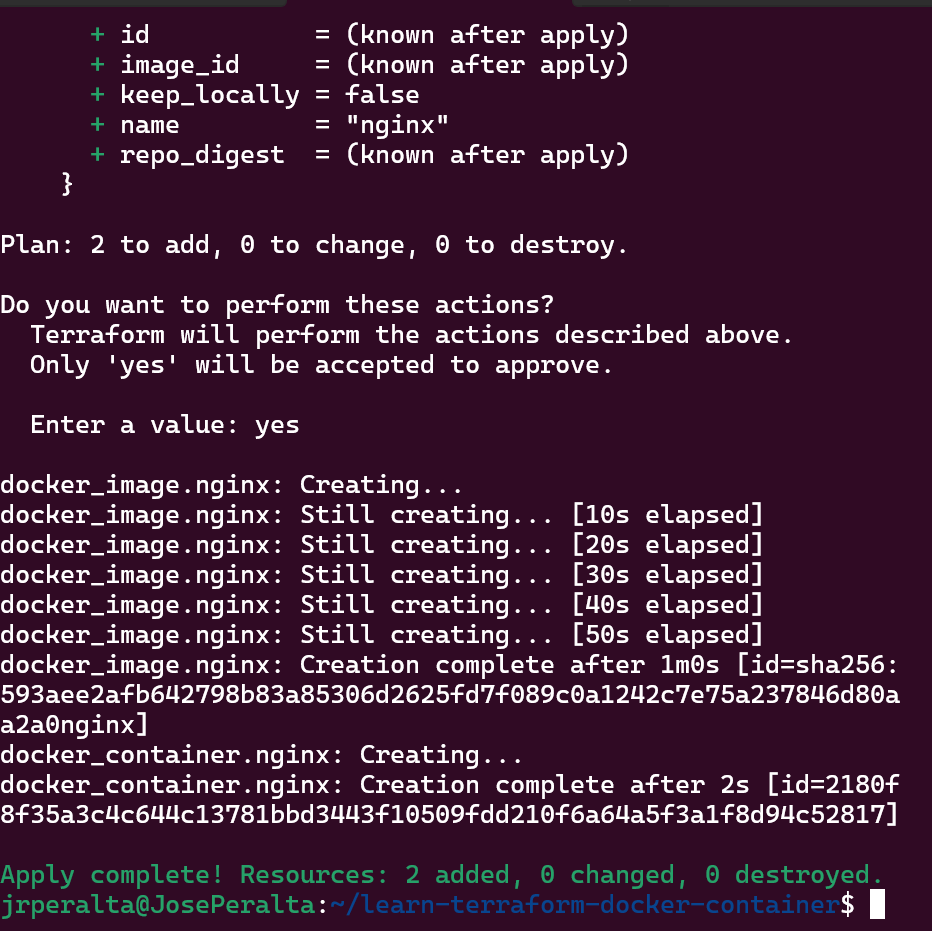 + id           = (known after apply)
+ image_id     = (known after apply)
+ keep_locally = false
+ name         = "nginx"
+ repo_digest  = (known after apply)
}
Plan: 2 to add, 0 to change, 0 to destroy.
Do you want to perform these actions?
Terraform will perform the actions described above.
Only 'yes' will be accepted to approve.
Enter a value: yes
docker_image.nginx: Creating...
docker_image.nginx: Still creating... [10s elapsed]
docker_image.nginx: Still creating... [20s elapsed]
docker_image.nginx: Still creating... [30s elapsed]
docker_image.nginx: Still creating... [40s elapsed]
docker_image.nginx: Still creating... [50s elapsed]
docker_image.nginx: Creation complete after 1m0s [id=sha256:
593aee2afb642798b83a85306d2625fd7f089c0a1242c7e75a237846d80a
a2a0nginx]
docker_container.nginx: Creating...
docker_container.nginx: Creation complete after 2s [id=2180f
8f35a3c4c644c13781bbd3443f10509fdd210f6a64a5f3a1f8d94c52817]
Apply complete! Resources: 2 added, 0 changed, 0 destroyed.
jrperalta@JosePeralta:~/learn-terraform-docker-container$